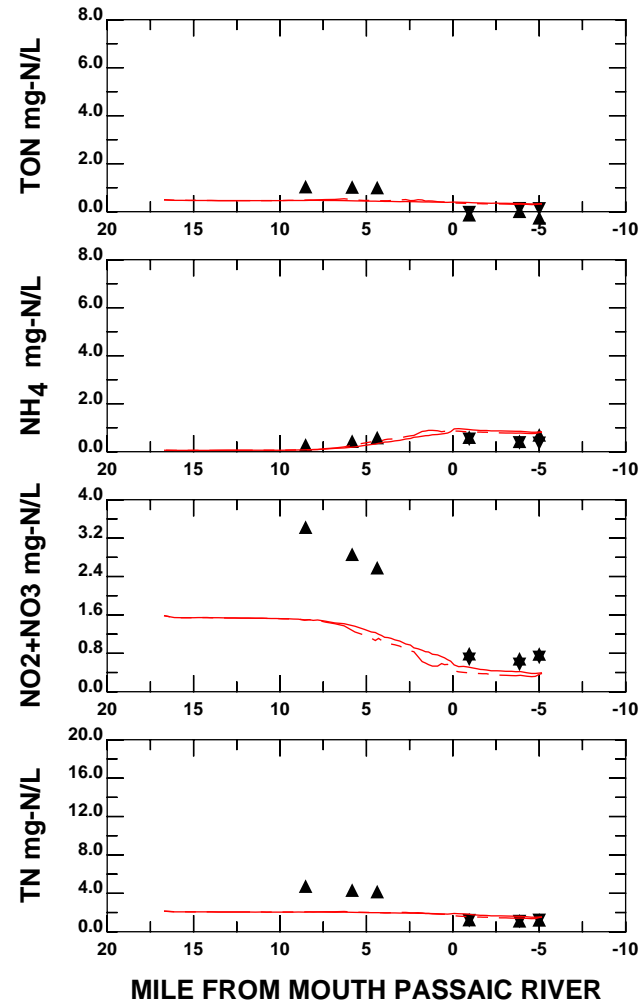 TON mg-N/L
8.0
6.0
4.0
2.0
0.0
20 15 10 5 0 -5 -10
NH4 mg-N/L
8.0
6.0
4.0
2.0
0.0
20 15 10 5 0 -5 -10
NO2+NO3 mg-N/L
4.0
3.2
2.4
1.6
0.8
0.0
20 15 10 5 0 -5 -10
TN mg-N/L
20.0
16.0
12.0
8.0
4.0
0.0
20 15 10 5 0 -5 -10
MILE FROM MOUTH PASSAIC RIVER